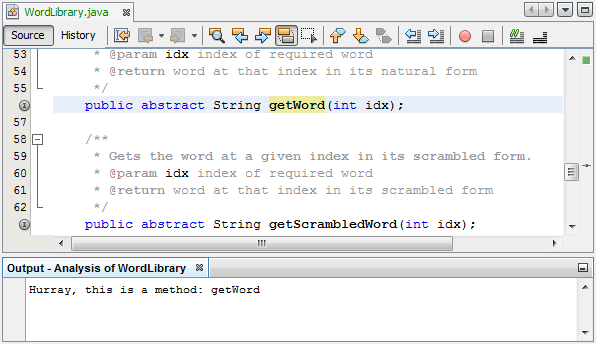 WordLibrary.java
Source History
53 * @param idx index of required word
54 * @return word at that index in its natural form
55 */
public abstract String getWord(int idx);
57
58 /**
59 * Gets the word at a given index in its scrambled form.
60 * @param idx index of required word
61 * @return word at that index in its scrambled form
62 */
public abstract String getScrambledWord(int idx);
Output - Analysis of WordLibrary
Hurray, this is a method: getWord